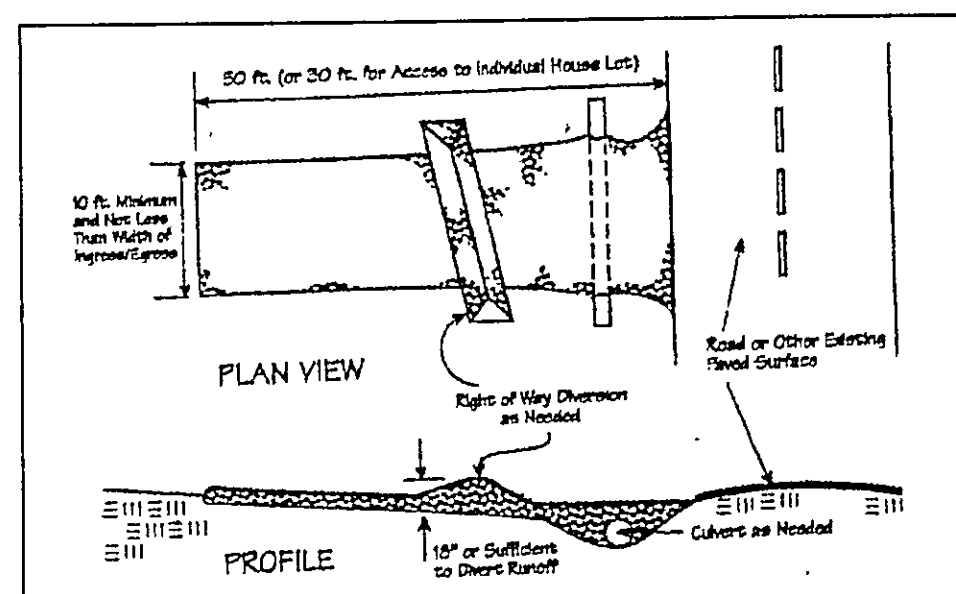 50 ft. (or 30 ft. for Access to Individual House Lot)
10 ft. Minimum
and Not Less
Than Width of
Ingress/Egress
PLAN VIEW
Right of Way Diversion
as Needed
Road or Other Existing
Paved Surface
Culvert as Needed
18" or Sufficient
to Divert Runoff
PROFILE